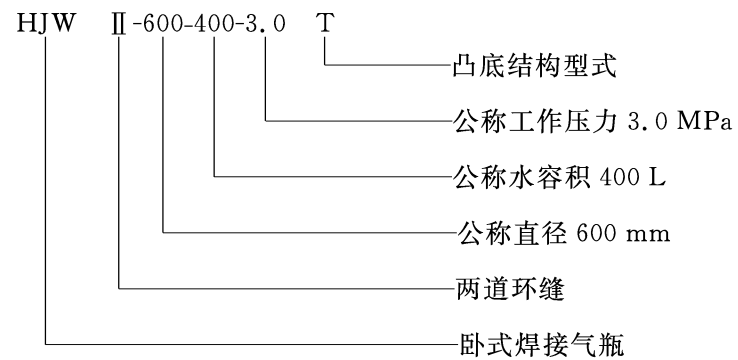 HJW Ⅱ-600-400-3.0 T
凸底结构型式
公称工作压力 3.0 MPa
公称水容积 400 L
公称直径 600 mm
两道环缝
卧式焊接气瓶